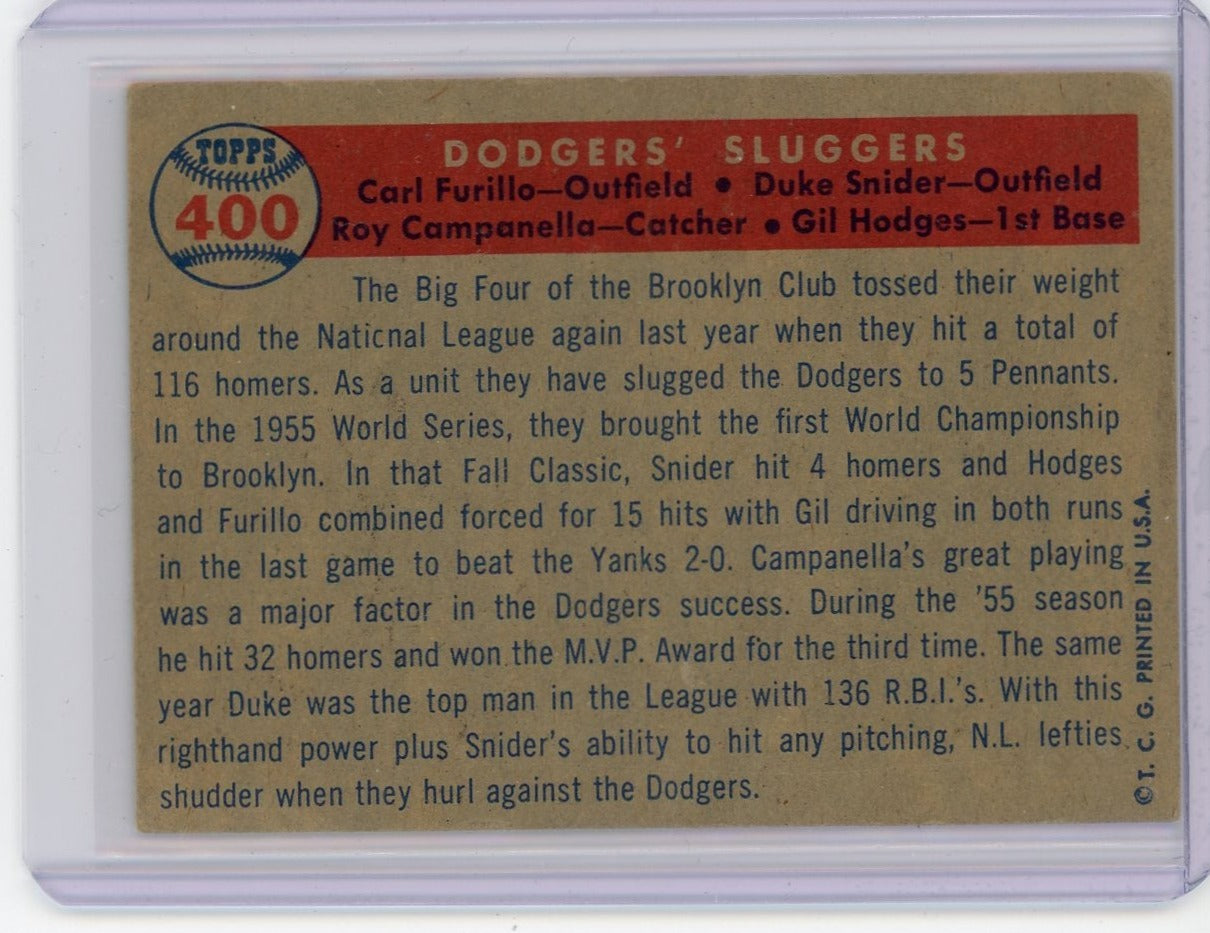 TOPPS
400
DODGERS' SLUGGERS
Carl Furillo—Outfield • Duke Snider—Outfield
Roy Campanella—Catcher • Gil Hodges—1st Base
The Big Four of the Brooklyn Club tossed their weight
around the Naticnal League again last year when they hit a total of
116 homers. As a unit they have slugged the Dodgers to 5 Pennants.
In the 1955 World Series, they brought the first World Championship
to Brooklyn. In that Fall Classic, Snider hit 4 homers and Hodges
and Furillo combined forced for 15 hits with Gil driving in both runs
in the last game to beat the Yanks 2-0. Campanella's great playing
was a major factor in the Dodgers success. During the '55 season
he hit 32 homers and won the M.V.P. Award for the third time. The same
year Duke was the top man in the League with 136 R.B.I.'s. With this
righthand power plus Snider's ability to hit any pitching, N.L. lefties
shudder when they hurl against the Dodgers.
© T. C. G. PRINTED IN U.S.A.